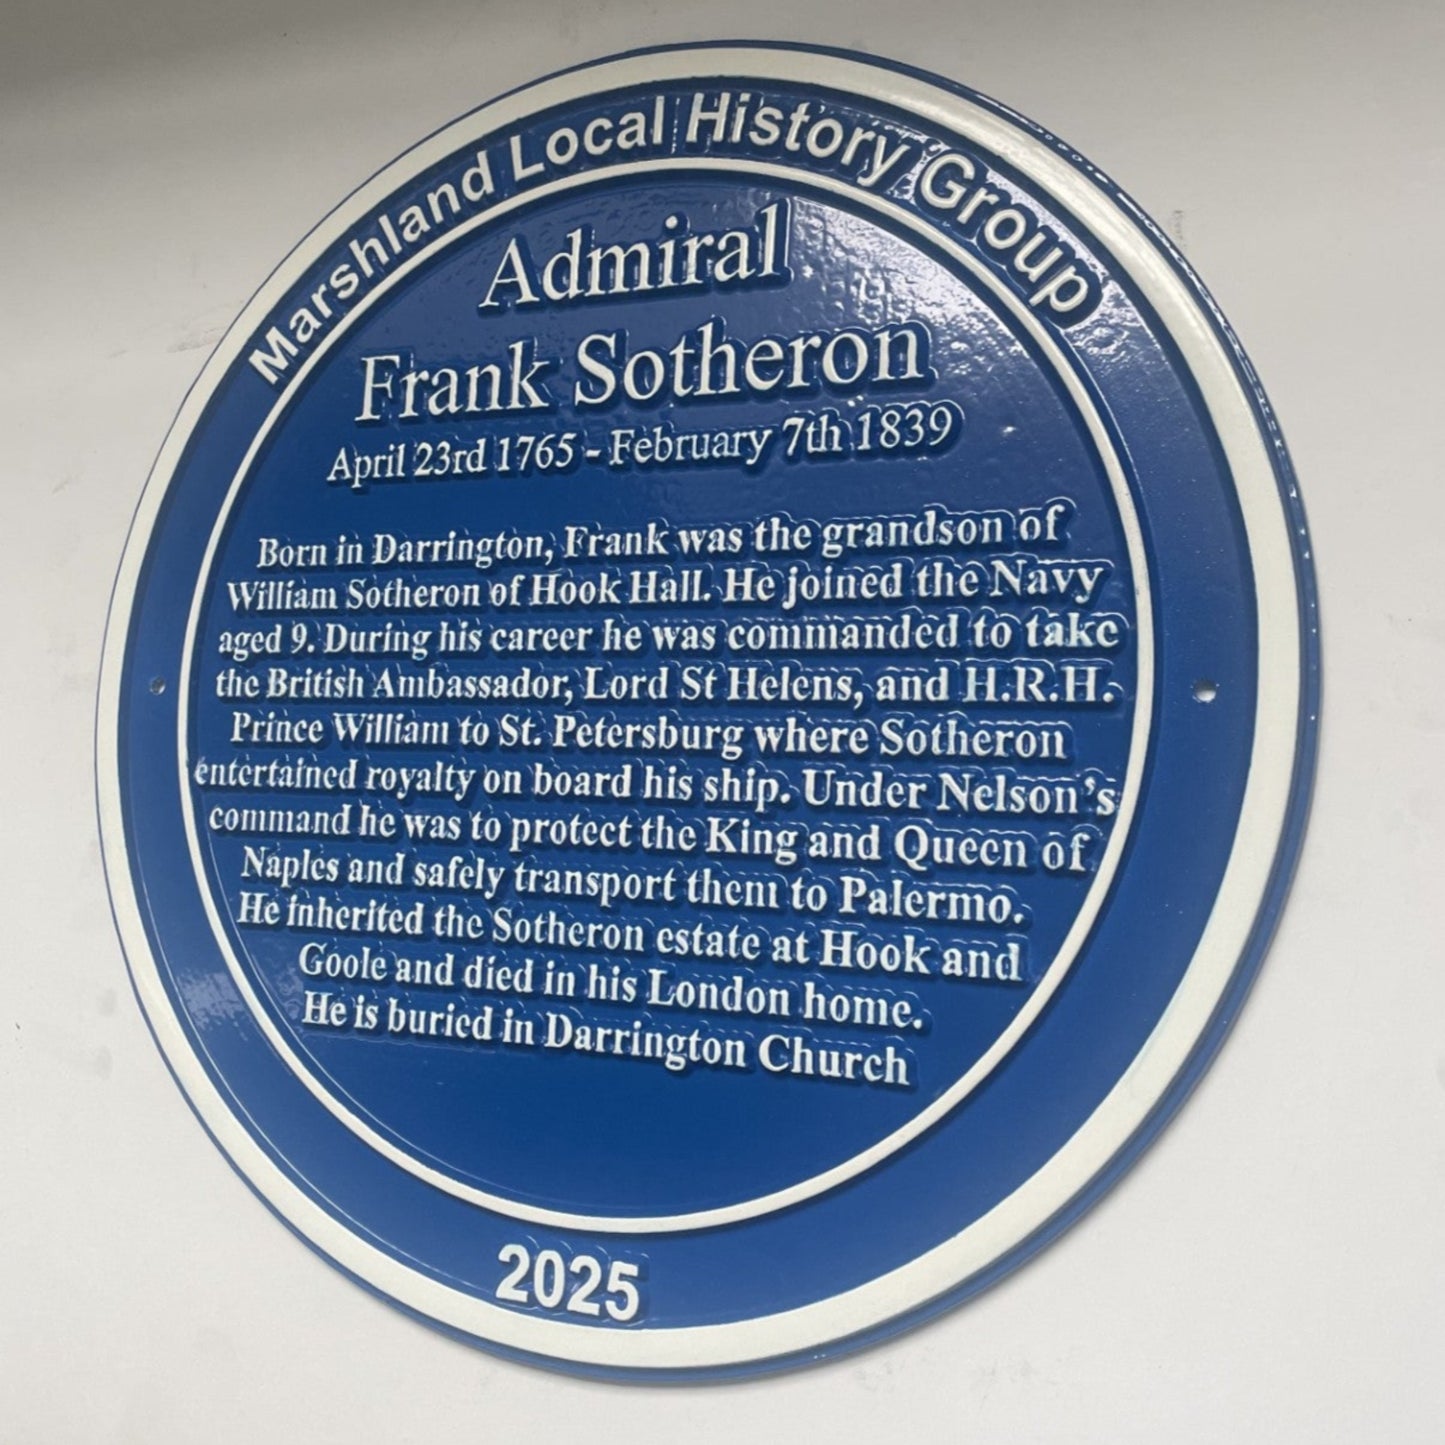 Marshland Local History Group
Admiral
Frank Sotheron
April 23rd 1765 - February 7th 1839
Born in Darrington, Frank was the grandson of
William Sotheron of Hook Hall. He joined the Navy
aged 9. During his career he was commanded to take
the British Ambassador, Lord St Helens, and H.R.H.
Prince William to St. Petersburg where Sotheron
entertained royalty on board his ship. Under Nelson's
command he was to protect the King and Queen of
Naples and safely transport them to Palermo.
He inherited the Sotheron estate at Hook and
Goole and died in his London home.
He is buried in Darrington Church
2025